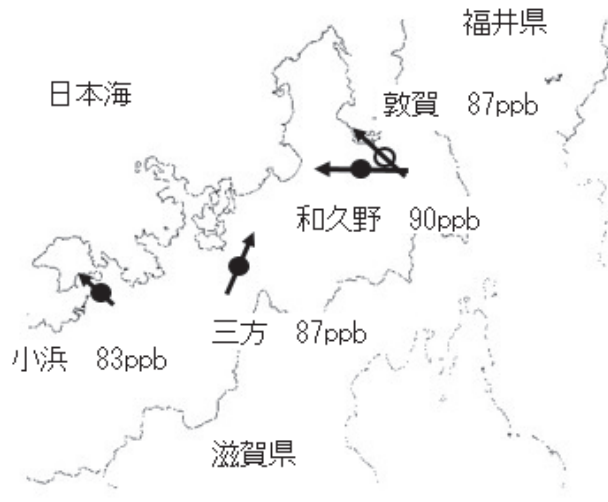 福井県
日本海
敦賀 87ppb
和久野 90ppb
三方 87ppb
小浜 83ppb
滋賀県